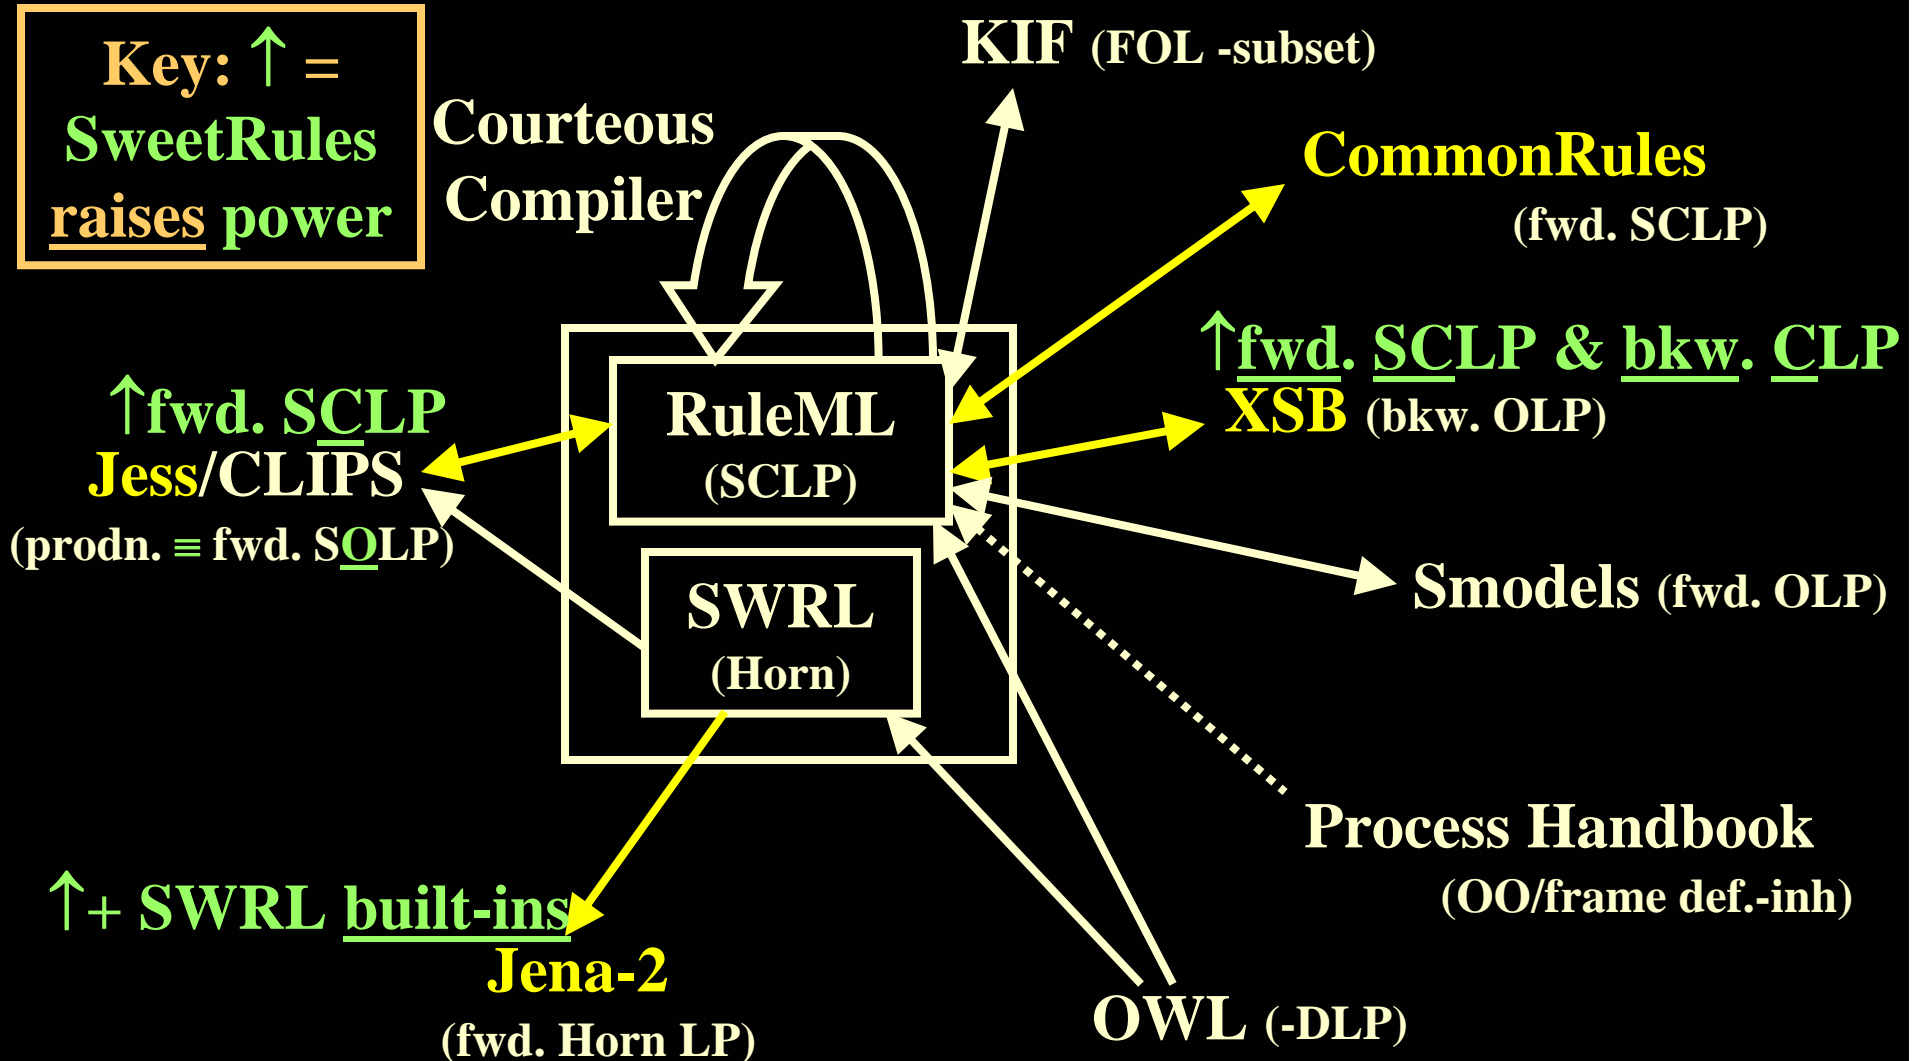 Key: ↑ =
SweetRules
raises power
Courteous
Compiler
KIF (FOL -subset)
CommonRules
(fwd. SCLP)
↑fwd. SCLP & bkw. CLP
XSB (bkw. OLP)
↑fwd. SCLP
Jess/CLIPS
(prodn. ≡ fwd. SOLP)
RuleML
(SCLP)
SWRL
(Horn)
Smodels (fwd. OLP)
Process Handbook
(OO/frame def.-inh)
↑+ SWRL built-ins
Jena-2
(fwd. Horn LP)
OWL (-DLP)